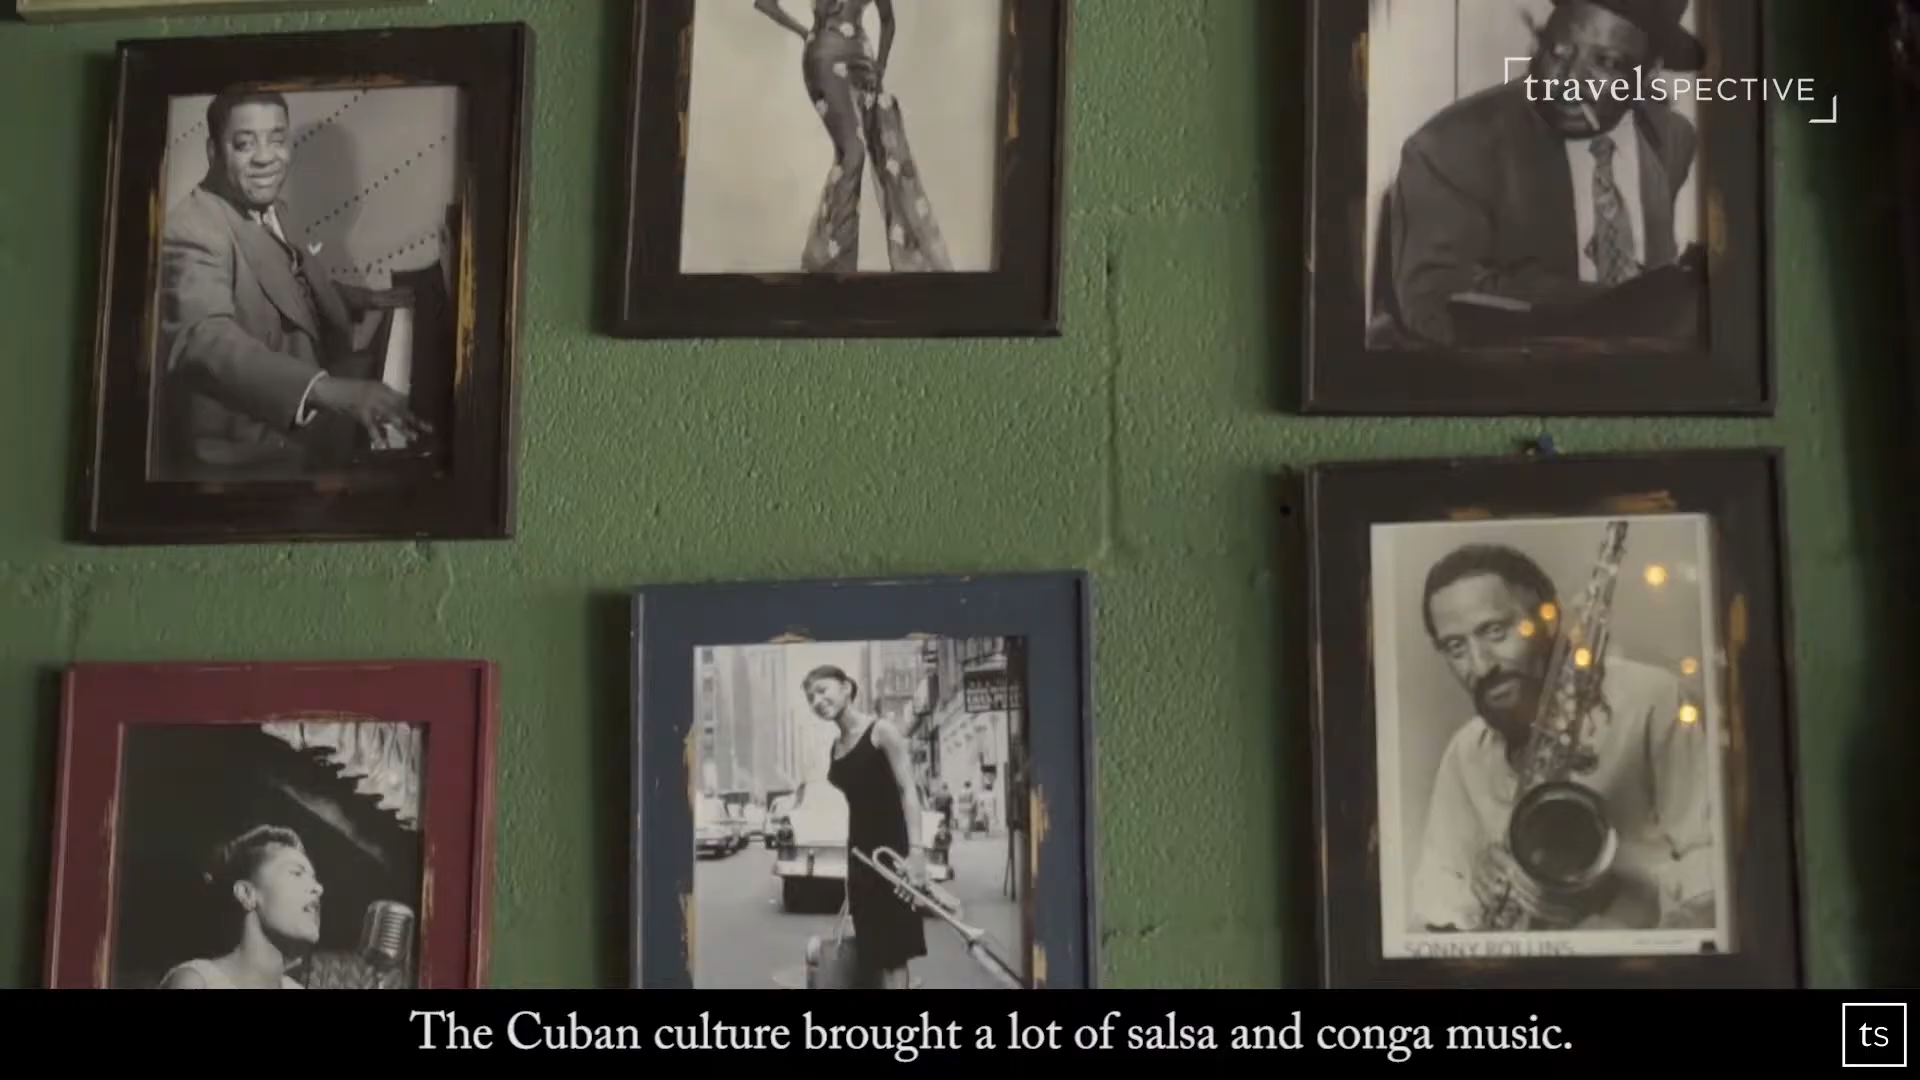 travelSPECTIVE
SONNY ROLLINS
The Cuban culture brought a lot of salsa and conga music.
ts